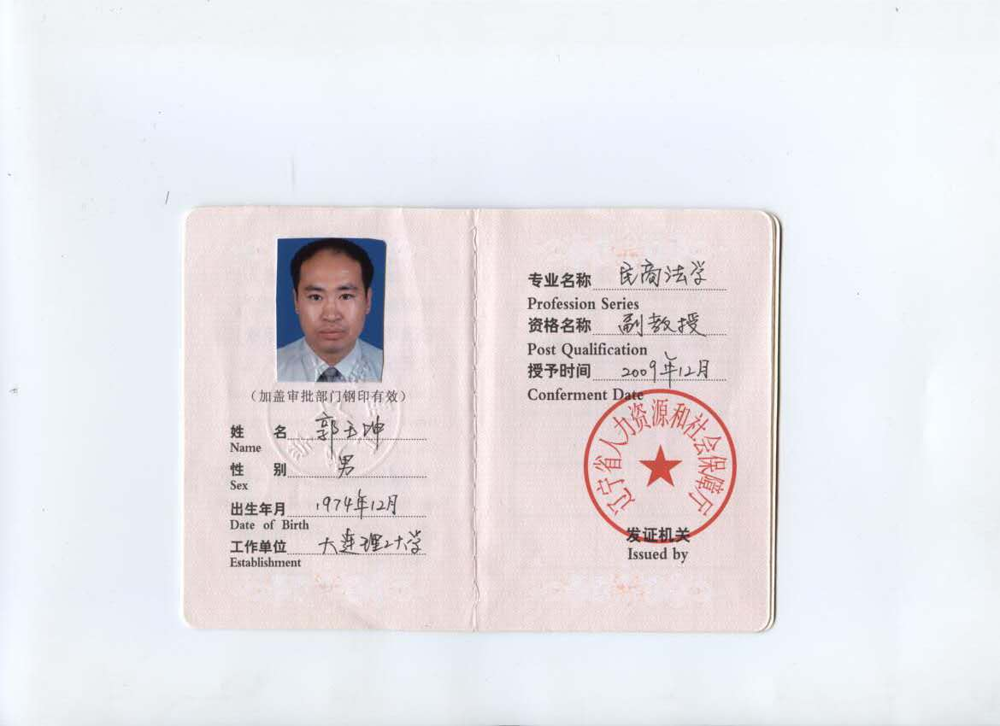 （加盖审批部门钢印有效）
姓 名 郭玉坤
Name
性 别 男
Sex
出生年月 1974年12月
Date of Birth
工作单位 大连理工大学
Establishment
专业名称 民商法学
Profession Series
资格名称 副教授
Post Qualification
授予时间 2009年12月
Conferment Date
辽宁省人力资源和社会保障厅
发证机关
Issued by